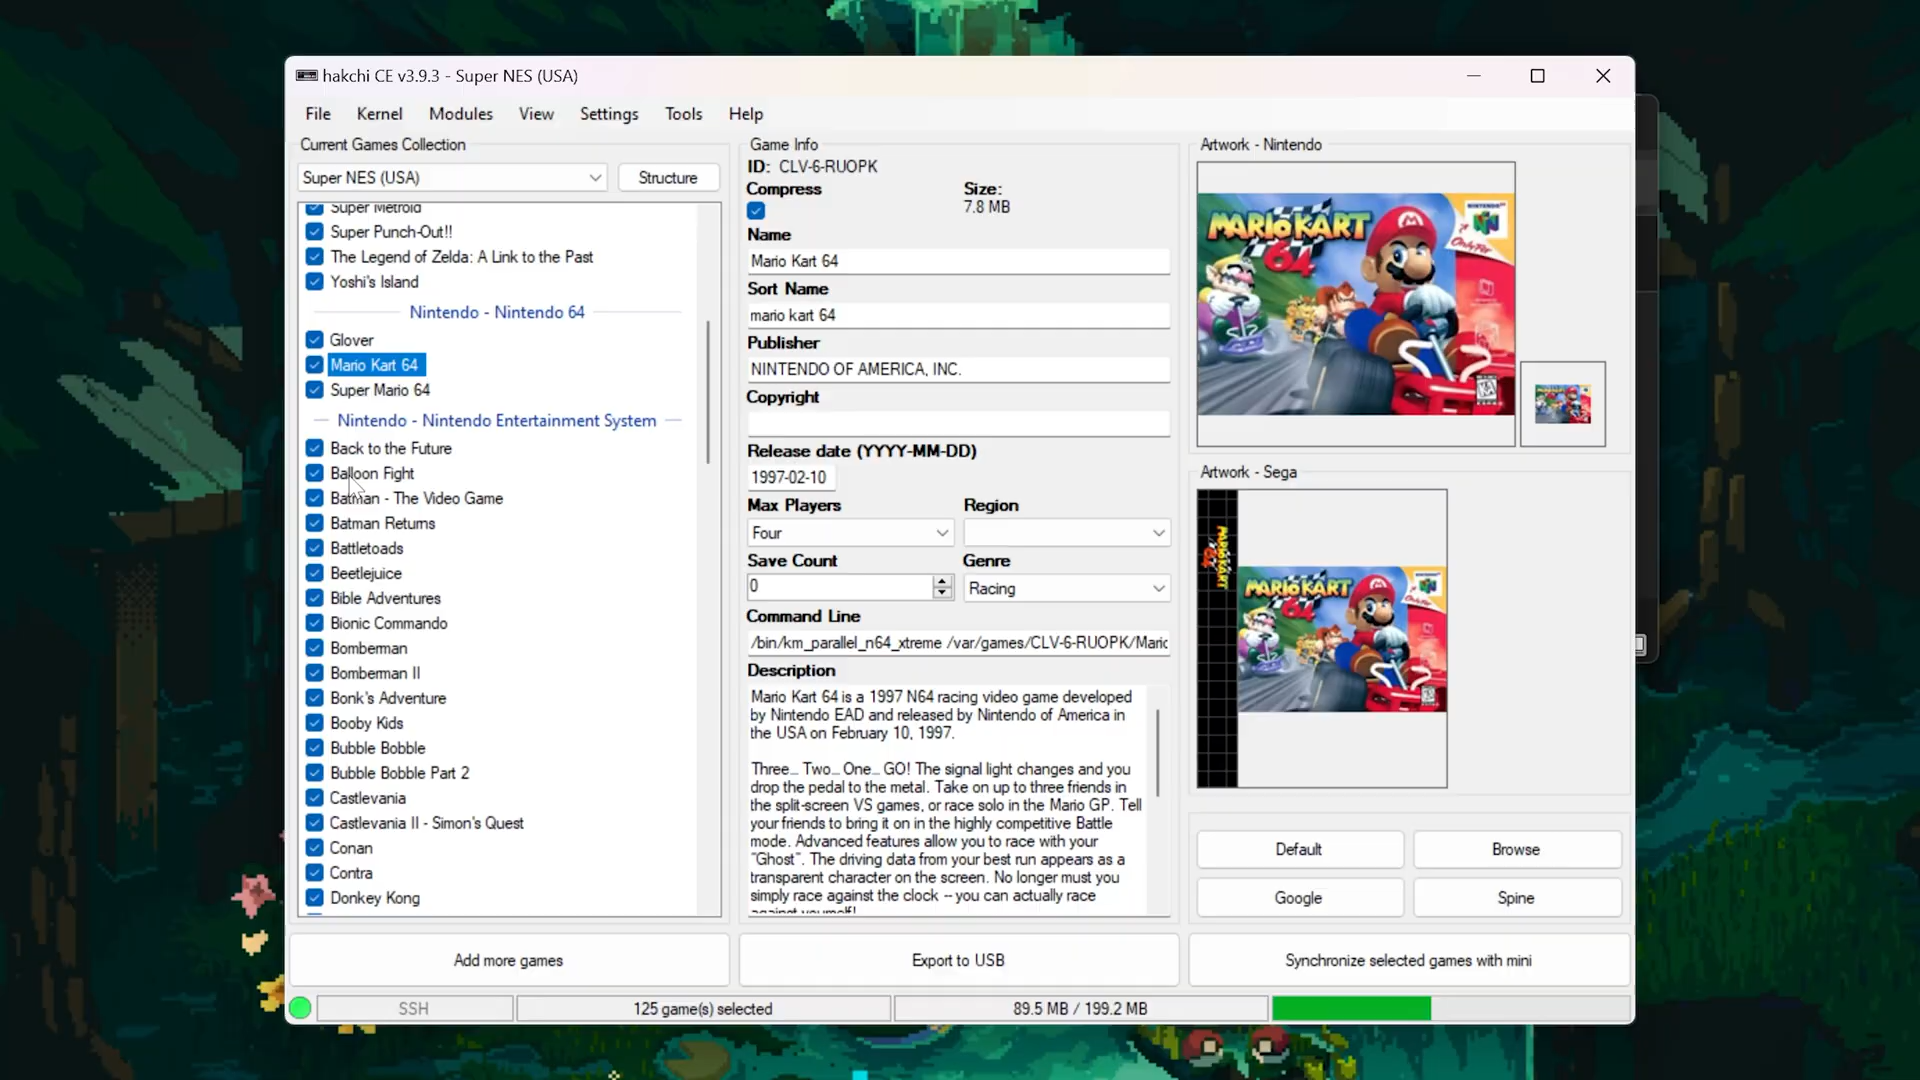 hakchi CE v3.9.3 - Super NES (USA)
File Kernel Modules View Settings Tools Help
Current Games Collection
Super NES (USA)
Structure
Super Metroid
Super Punch-Out!!
The Legend of Zelda: A Link to the Past
Yoshi's Island
Nintendo - Nintendo 64
Glover
Mario Kart 64
Super Mario 64
Nintendo - Nintendo Entertainment System
Back to the Future
Balloon Fight
Batman - The Video Game
Batman Returns
Battletoads
Beetlejuice
Bible Adventures
Bionic Commando
Bomberman
Bomberman II
Bonk's Adventure
Booby Kids
Bubble Bobble
Bubble Bobble Part 2
Castlevania
Castlevania II - Simon's Quest
Conan
Contra
Donkey Kong
Game Info
ID: CLV-6-RUOPK
Compress
Size:
7.8 MB
Name
Mario Kart 64
Sort Name
mario kart 64
Publisher
NINTENDO OF AMERICA, INC.
Copyright
Release date (YYYY-MM-DD)
1997-02-10
Max Players
Region
Four
Save Count
Genre
0
Racing
Command Line
/bin/km_parallel_n64_xtreme /var/games/CLV-6-RUOPK/Maric
Description
Mario Kart 64 is a 1997 N64 racing video game developed
by Nintendo EAD and released by Nintendo of America in
the USA on February 10, 1997.
Three... Two... One... GO! The signal light changes and you
drop the pedal to the metal. Take on up to three friends in
the split-screen VS games, or race solo in the Mario GP. Tell
your friends to bring it on in the highly competitive Battle
mode. Advanced features allow you to race with your
"Ghost". The driving data from your best run appears as a
transparent character on the screen. No longer must you
simply race against the clock -- you can actually race
against yourself!
Artwork - Nintendo
MARIO KART
64
NINTENDO 64
Only For
Artwork - Sega
MARIO KART
64
MARIO KART
64
Default
Browse
Google
Spine
Add more games
Export to USB
Synchronize selected games with mini
SSH
125 game(s) selected
89.5 MB / 199.2 MB